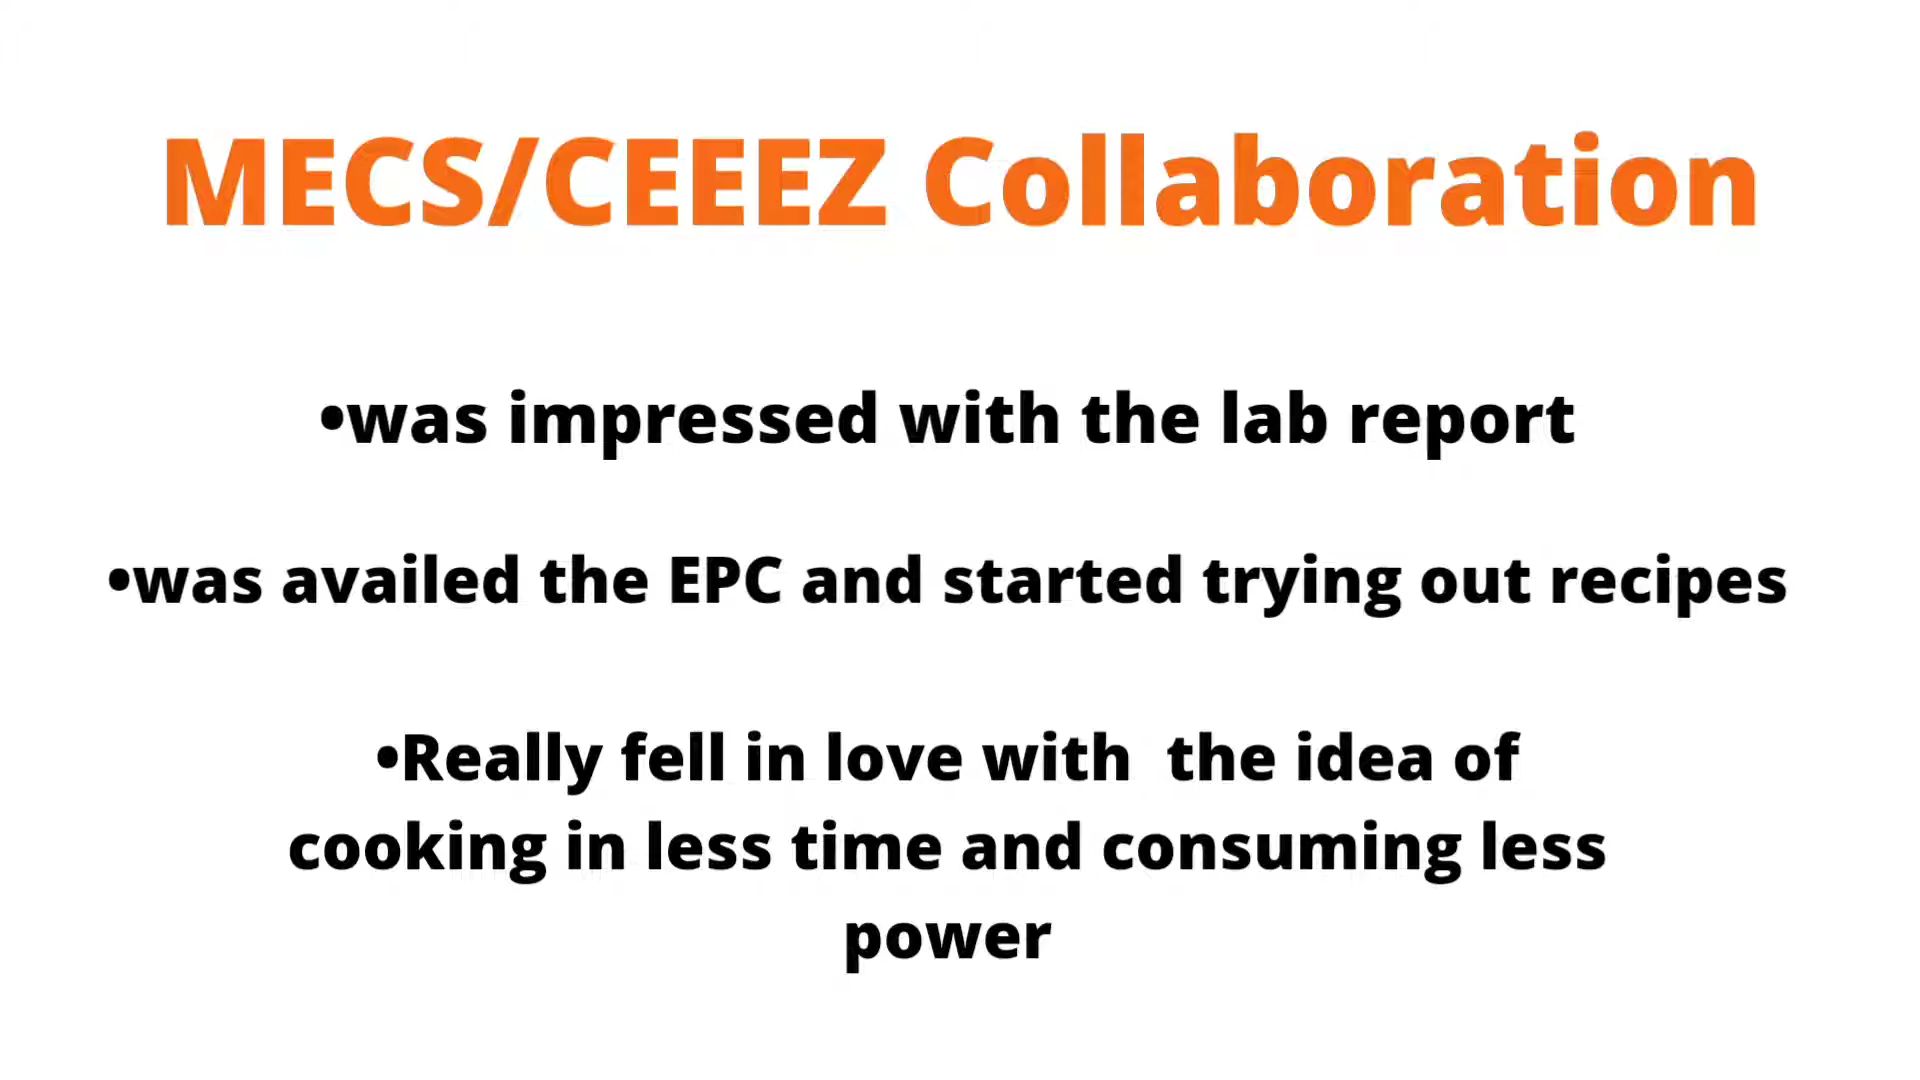 MECS/CEEEZ Collaboration
•was impressed with the lab report
•was availed the EPC and started trying out recipes
•Really fell in love with  the idea of
cooking in less time and consuming less
power